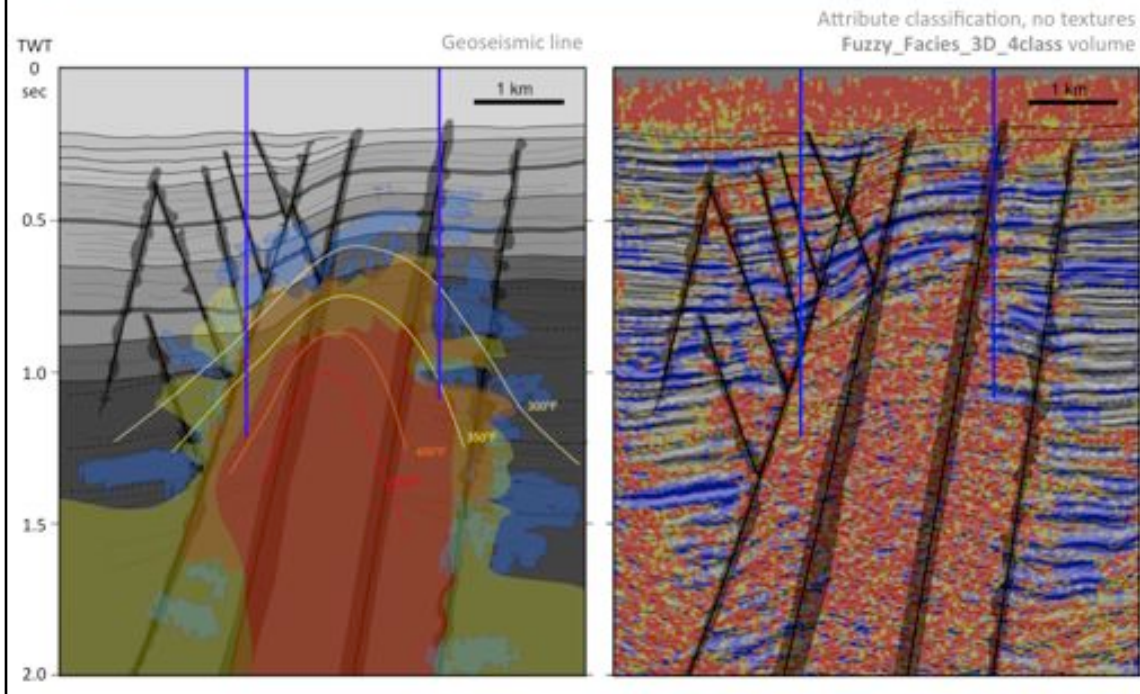 Attribute classification, no textures
TWT
Geoseismic line
Fuzzy_Facies_3D_4class volume
0
sec
1 km
1 km
0.5
1.0
300°F
350°F
400°F
1.5
2.0